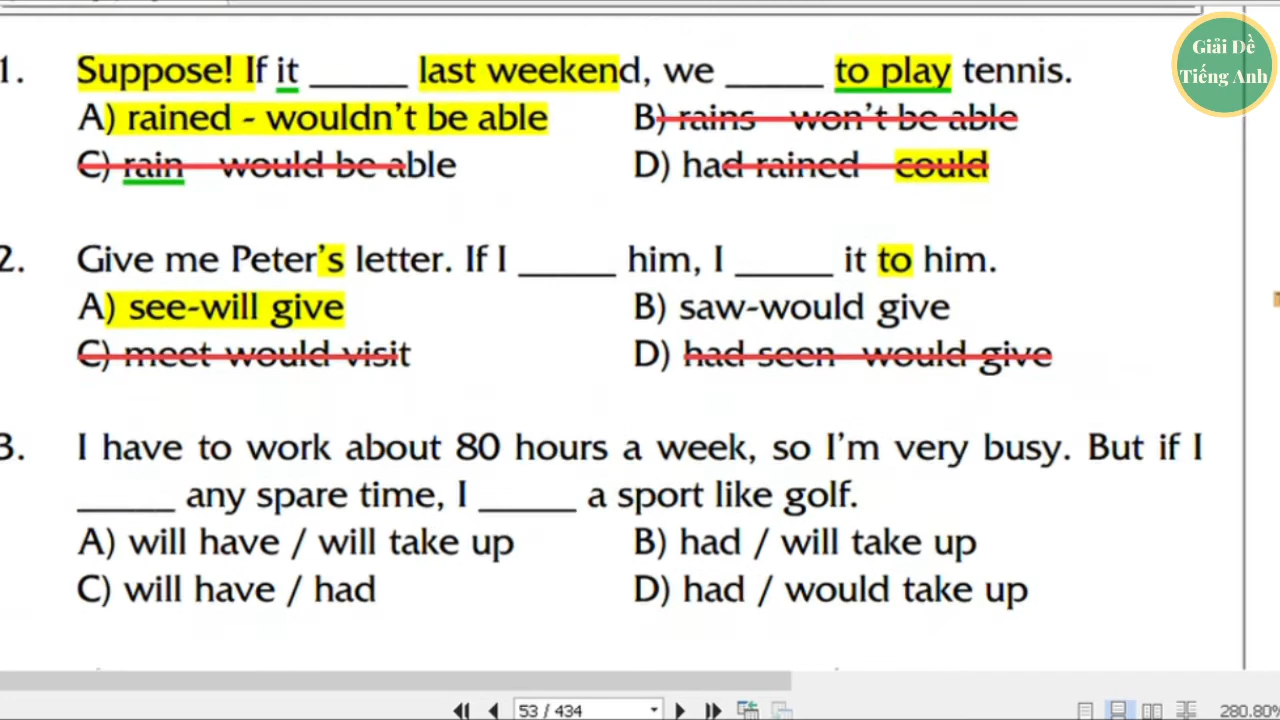 Giải Đề
Tiếng Anh
1. Suppose! If it _____ last weekend, we _____ to play tennis.
A) rained - wouldn't be able B) rains - won't be able
C) rain - would be able D) had rained - could
2. Give me Peter's letter. If I _____ him, I _____ it to him.
A) see-will give B) saw-would give
C) meet-would visit D) had seen-would give
3. I have to work about 80 hours a week, so I'm very busy. But if I
_____ any spare time, I _____ a sport like golf.
A) will have / will take up B) had / will take up
C) will have / had D) had / would take up
53 / 434
280.80%